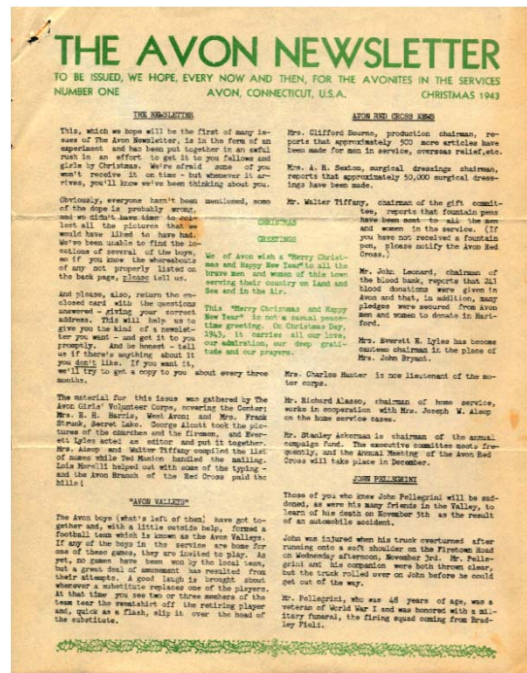 THE AVON NEWSLETTER
TO BE ISSUED, WE HOPE, EVERY NOW AND THEN, FOR THE AVONITES IN THE SERVICES
NUMBER ONE AVON, CONNECTICUT, U.S.A. CHRISTMAS 1943
THE NEWSLETTER
This, which we hope will be the first of many is-
sues of The Avon Newsletter, is in the form of an
experiment and has been put together in an awful
rush in an effort to get it to you fellows and
girls by Christmas. We're afraid some of you
won't receive it on time - but whenever it ar-
rives, you'll know we've been thinking about you.
Obviously, everyone hasn't been mentioned, some
of the dope is probably wrong,
and we didn't have time to col-
lect all the pictures that we
would have liked to have had.
We've been unable to find the lo-
cations of several of the boys,
so if you know the whereabouts
of any not properly listed on
the back page, please tell us.
And please, also, return the en-
closed card with the questions
answered - giving your correct
address. This will help us to
give you the kind of a newslet-
ter you want - and get it to you
promptly. And be honest - tell
us if there's anything about it
you don't like. If you want it,
we'll try to get a copy to you about every three
months.
The material for this issue was gathered by The
Avon Girls' Volunteer Corps, covering the Center;
Mrs. E. H. Harris, West Avon; and Mrs. Frank
Strunk, Secret Lake. George Alcott took the pic-
tures of the churches and the firemen, and Ever-
ett Lyles acted as editor and put it together.
Mrs. Alsop and Walter Tiffany compiled the list
of names while Ted Munion handled the mailing.
Lois Morelli helped out with some of the typing -
and the Avon Branch of the Red Cross paid the
bills!
"AVON VALLEYS"
The Avon boys (what's left of them) have got to-
gether and, with a little outside help, formed a
football team which is known as the Avon Valleys.
If any of the boys in the service are home for
one of these games, they are invited to play. As
yet, no games have been won by the local team,
but a great deal of amusement has resulted from
their attempts. A good laugh is brought about
whenever a substitute replaces one of the players.
At that time you see two or three members of the
team tear the sweatshirt off the retiring player
and, quick as a flash, slip it over the head of
the substitute.
CHRISTMAS
GREETINGS
We of Avon wish a "Merry Christ-
mas and Happy New Year" to all the
brave men and women of this town
serving their country on Land and
Sea and in the Air.
This "Merry Christmas and Happy
New Year" is not a casual peace-
time greeting. On Christmas Day,
1943, it carries all our love,
our admiration, our deep grati-
tude and our prayers.
AVON RED CROSS NEWS
Mrs. Clifford Bourne, production chairman, re-
ports that approximately 500 more articles have
been made for men in service, overseas relief, etc.
Mrs. A. R. Sexton, surgical dressings chairman,
reports that approximately 50,000 surgical dress-
ings have been made.
Mr. Walter Tiffany, chairman of the gift commit-
tee, reports that fountain pens
have been sent to all the men
and women in the service. (If
you have not received a fountain
pen, please notify the Avon Red
Cross.)
Mr. John Leonard, chairman of
the blood bank, reports that 243
blood donations were given in
Avon and that, in addition, many
pledges were secured from Avon
men and women to donate in Hart-
ford.
Mrs. Everett H. Lyles has become
canteen chairman in the place of
Mrs. John Bryant.
Mrs. Charles Hunter is now lieutenant of the mo-
tor corps.
Mr. Richard Alasso, chairman of home service,
works in cooperation with Mrs. Joseph W. Alsop
on the home service cases.
Mr. Stanley Ackerman is chairman of the annual
campaign fund. The executive committee meets fre-
quently, and the Annual Meeting of the Avon Red
Cross will take place in December.
JOHN PELLEGRINI
Those of you who knew John Pellegrini will be sad-
dened, as were his many friends in the Valley, to
learn of his death on November 5th as the result
of an automobile accident.
John was injured when his truck overturned after
running onto a soft shoulder on the Firetown Road
on Wednesday afternoon, November 3rd. Mr. Pelle-
grini and his companion were both thrown clear,
but the truck rolled over on John before he could
get out of the way.
Mr. Pellegrini, who was 48 years of age, was a
veteran of World War I and was honored with a mil-
itary funeral, the firing squad coming from Brad-
ley Field.